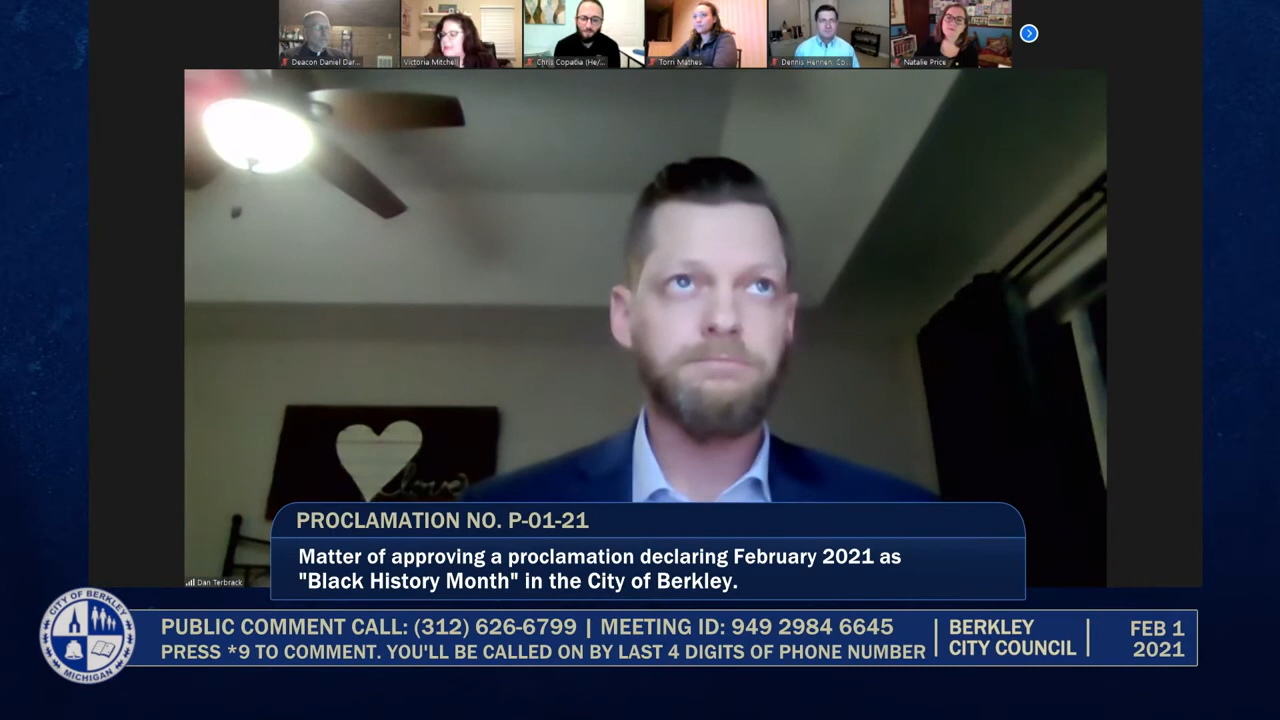 Deacon Daniel Dar...
Victoria Mitchell
Chris Copatia (He/...
Torri Mathes
Dennis Hennen, Co...
Natalie Price
love
PROCLAMATION NO. P-01-21
Matter of approving a proclamation declaring February 2021 as
"Black History Month" in the City of Berkley.
Dan Terbrack
CITY OF BERKLEY
MICHIGAN
PUBLIC COMMENT CALL: (312) 626-6799 | MEETING ID: 949 2984 6645
PRESS *9 TO COMMENT. YOU'LL BE CALLED ON BY LAST 4 DIGITS OF PHONE NUMBER
BERKLEY
CITY COUNCIL
FEB 1
2021